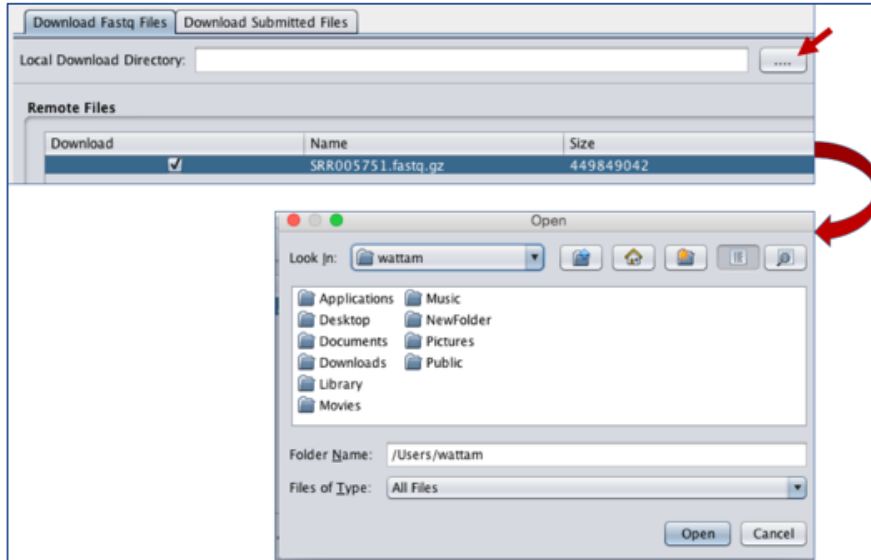 Download Fastq Files Download Submitted Files
Local Download Directory: ....
Remote Files
Download Name Size
SRR005751.fastq.gz 449849042
Open
Look In: wattam
Applications Music
Desktop NewFolder
Documents Pictures
Downloads Public
Library
Movies
Folder Name: /Users/wattam
Files of Type: All Files
Open Cancel